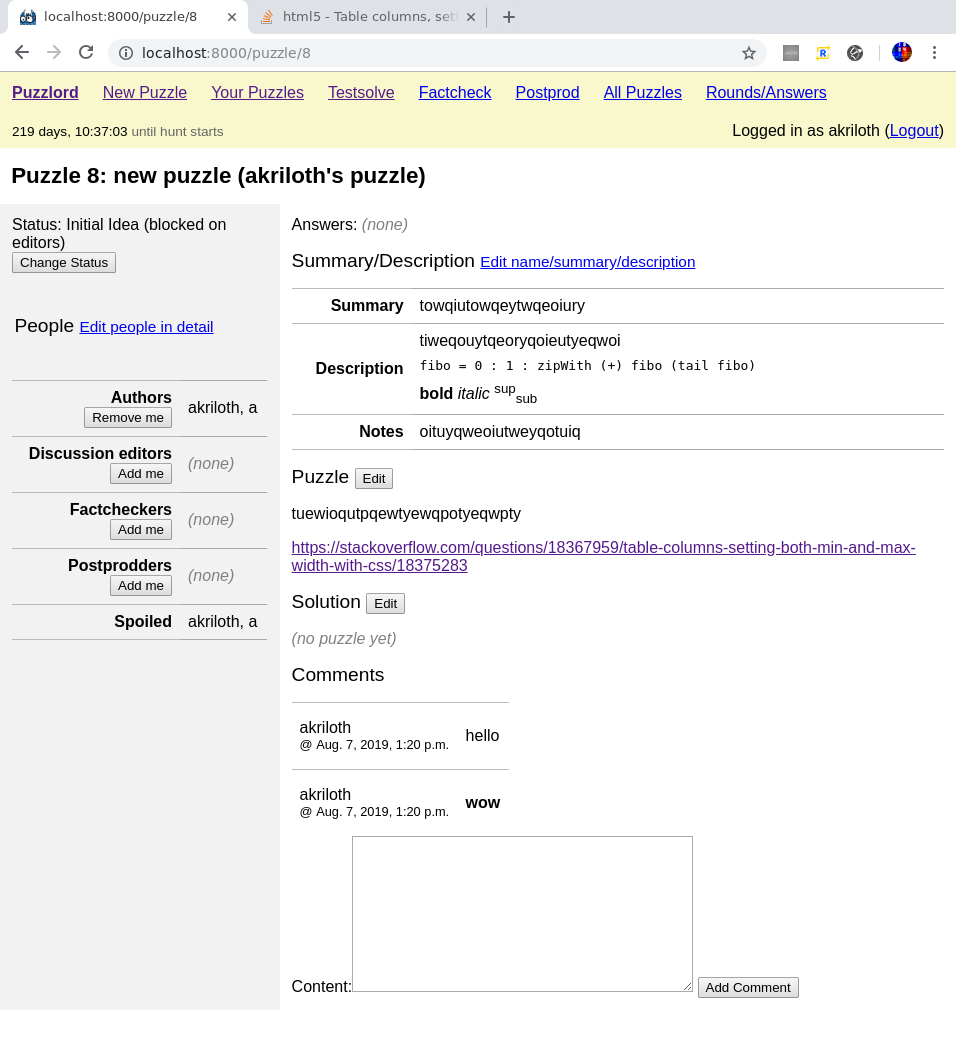 localhost:8000/puzzle/8
html5 - Table columns, set
localhost:8000/puzzle/8
Puzzlord New Puzzle Your Puzzles Testsolve Factcheck Postprod All Puzzles Rounds/Answers
219 days, 10:37:03 until hunt starts
Logged in as akriloth (Logout)
Puzzle 8: new puzzle (akriloth's puzzle)
Status: Initial Idea (blocked on
editors)
Change Status
People Edit people in detail
Authors
Remove me
akriloth, a
Discussion editors
Add me
(none)
Factcheckers
Add me
(none)
Postprodders
Add me
(none)
Spoiled akriloth, a
Answers: (none)
Summary/Description Edit name/summary/description
Summary towqiutowqeytwqeoiury
Description
tiweqouytqeoryqoieutyeqwoi
fibo = 0 : 1 : zipWith (+) fibo (tail fibo)
bold italic sup sub
Notes oituyqweoiutweyqotuiq
Puzzle Edit
tuewioqutpqewtyewqpotyeqwpty
https://stackoverflow.com/questions/18367959/table-columns-setting-both-min-and-max-
width-with-css/18375283
Solution Edit
(no puzzle yet)
Comments
akriloth
@ Aug. 7, 2019, 1:20 p.m.
hello
akriloth
@ Aug. 7, 2019, 1:20 p.m.
wow
Content: Add Comment